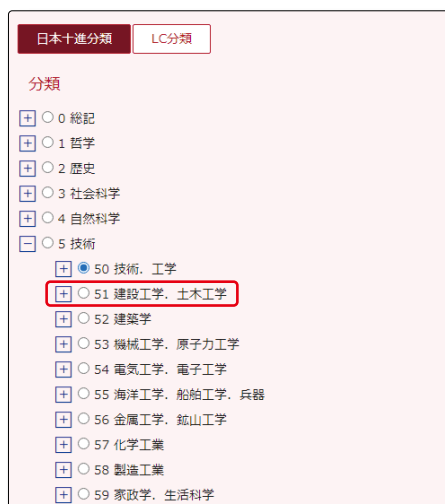 日本十進分類 LC分類
分類
0 総記
1 哲学
2 歴史
3 社会科学
4 自然科学
5 技術
50 技術．工学
51 建設工学．土木工学
52 建築学
53 機械工学．原子力工学
54 電気工学．電子工学
55 海洋工学．船舶工学．兵器
56 金属工学．鉱山工学
57 化学工業
58 製造工業
59 家政学．生活科学